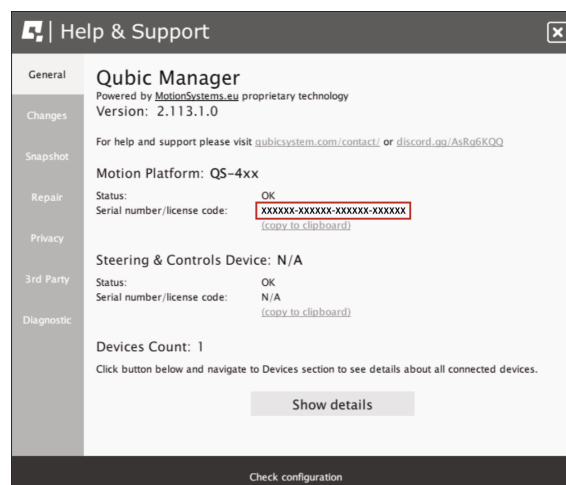 Help & Support
General
Changes
Snapshot
Repair
Privacy
3rd Party
Diagnostic
Qubic Manager
Powered by MotionSystems.eu proprietary technology
Version: 2.113.1.0
For help and support please visit qubicsystem.com/contact/ or discord.gg/AsRg6KQQ
Motion Platform: QS-4xx
Status: OK
Serial number/license code: XXXXXX-XXXXXX-XXXXXX-XXXXXX
(copy to clipboard)
Steering & Controls Device: N/A
Status: OK
Serial number/license code: N/A
(copy to clipboard)
Devices Count: 1
Click button below and navigate to Devices section to see details about all connected devices.
Show details
Check configuration